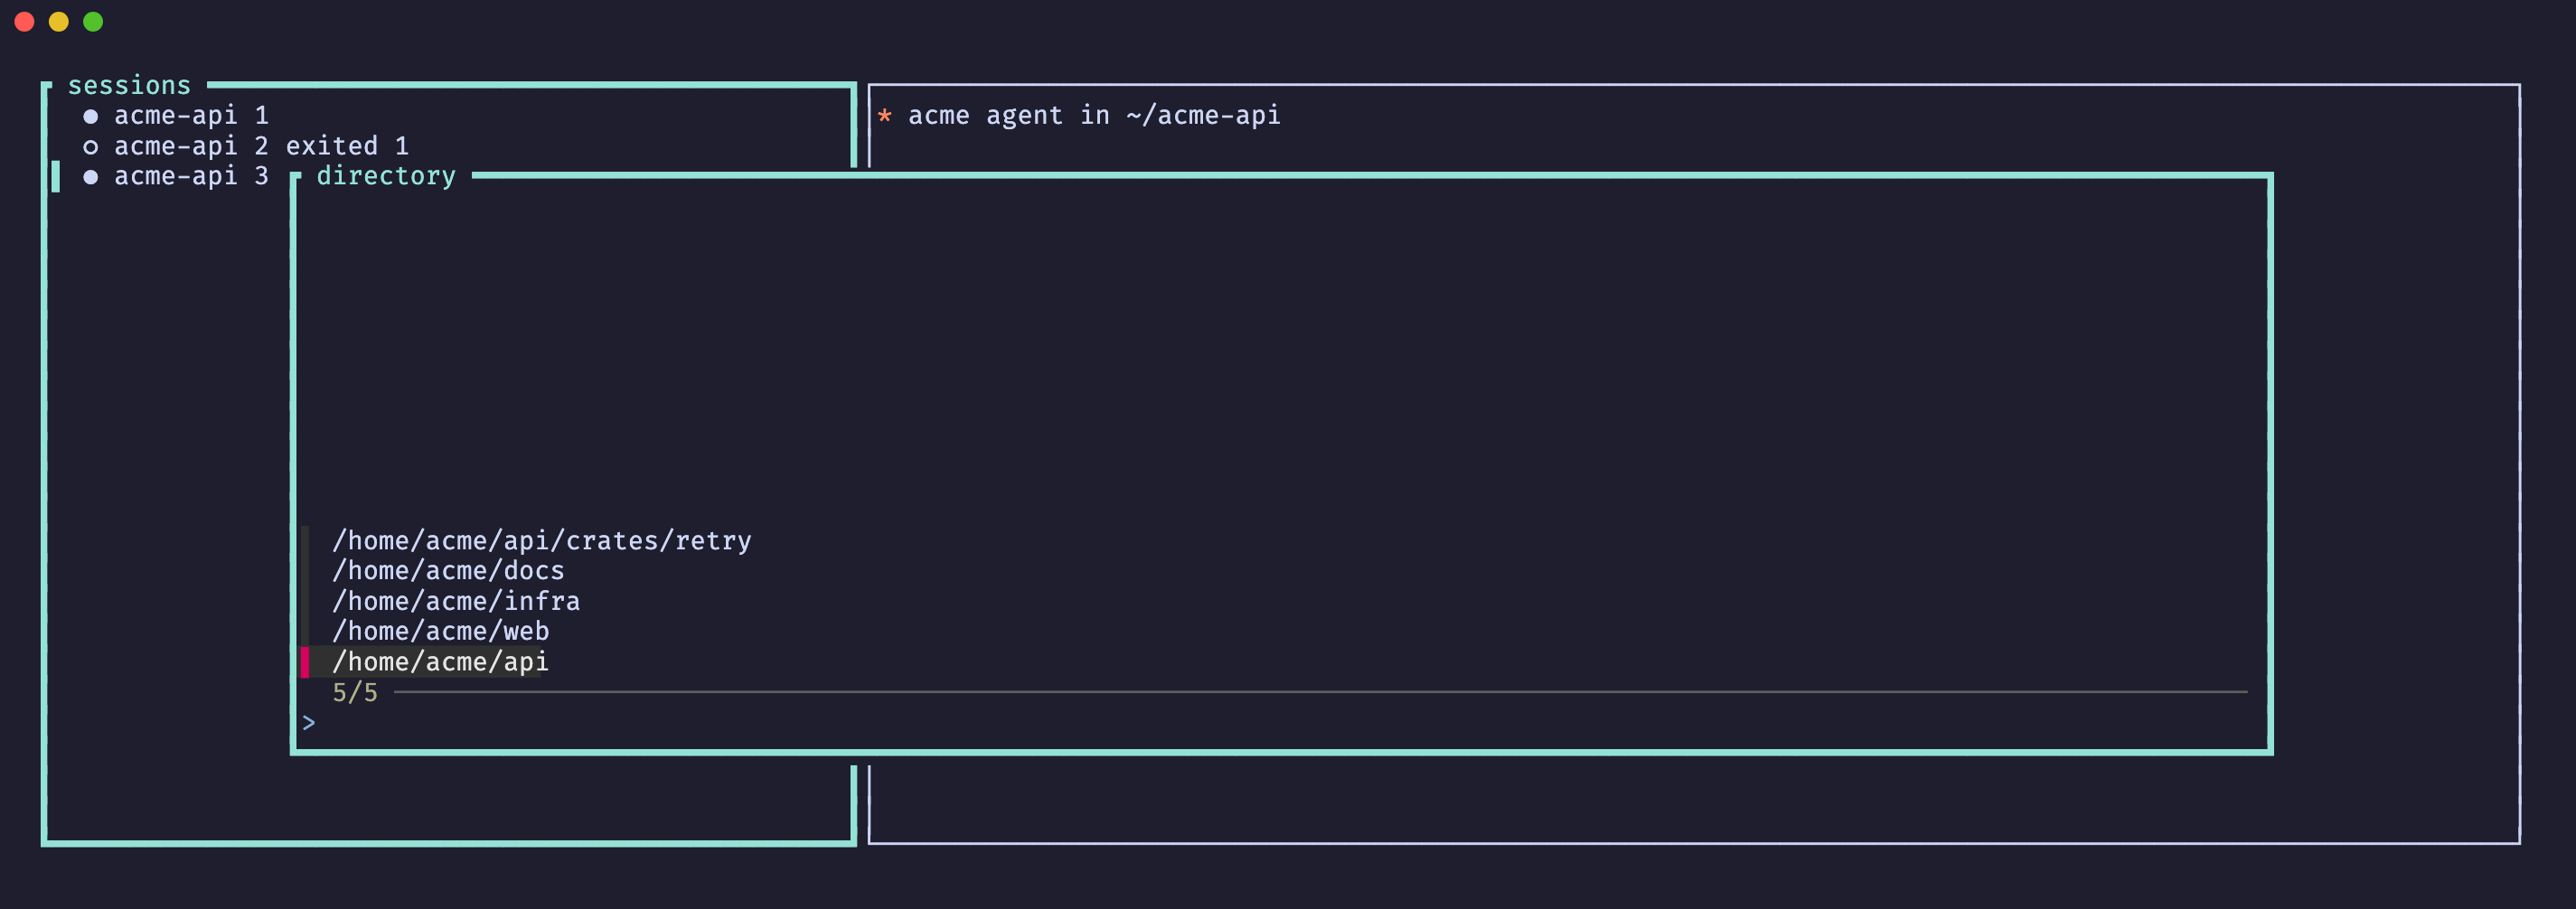 sessions
● acme-api 1
○ acme-api 2 exited 1
● acme-api 3
* acme agent in ~/acme-api
directory
/home/acme/api/crates/retry
/home/acme/docs
/home/acme/infra
/home/acme/web
/home/acme/api
5/5
>